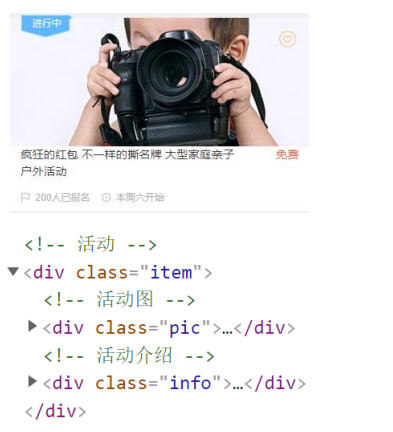 进行中
疯狂的红包 不一样的撕名牌 大型家庭亲子 免费
户外活动
200人已报名 本周六开始
<!-- 活动 -->
<div class="item">
<!-- 活动图 -->
<div class="pic">…</div>
<!-- 活动介绍 -->
<div class="info">…</div>
</div>